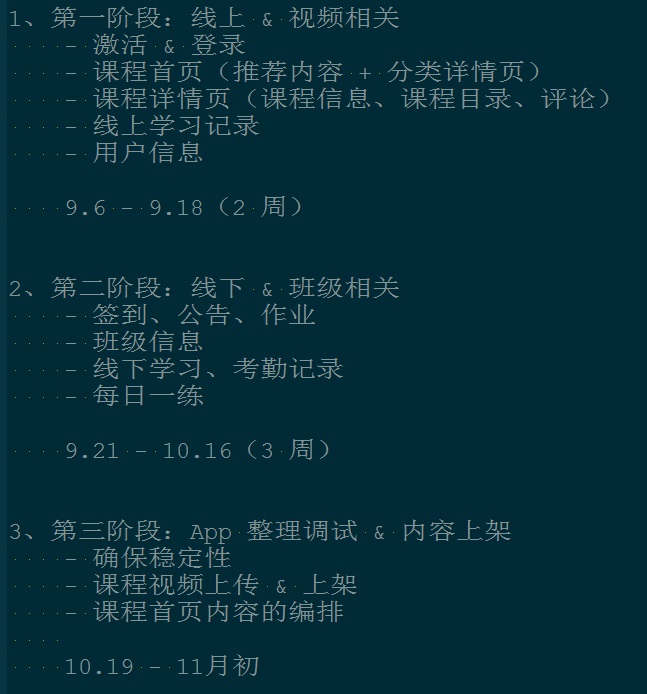 1、第一阶段：线上 & 视频相关
- 激活 & 登录
- 课程首页（推荐内容 + 分类详情页）
- 课程详情页（课程信息、课程目录、评论）
- 线上学习记录
- 用户信息
9.6 - 9.18（2 周）
2、第二阶段：线下 & 班级相关
- 签到、公告、作业
- 班级信息
- 线下学习、考勤记录
- 每日一练
9.21 - 10.16（3 周）
3、第三阶段：App 整理调试 & 内容上架
- 确保稳定性
- 课程视频上传 & 上架
- 课程首页内容的编排
10.19 - 11月初